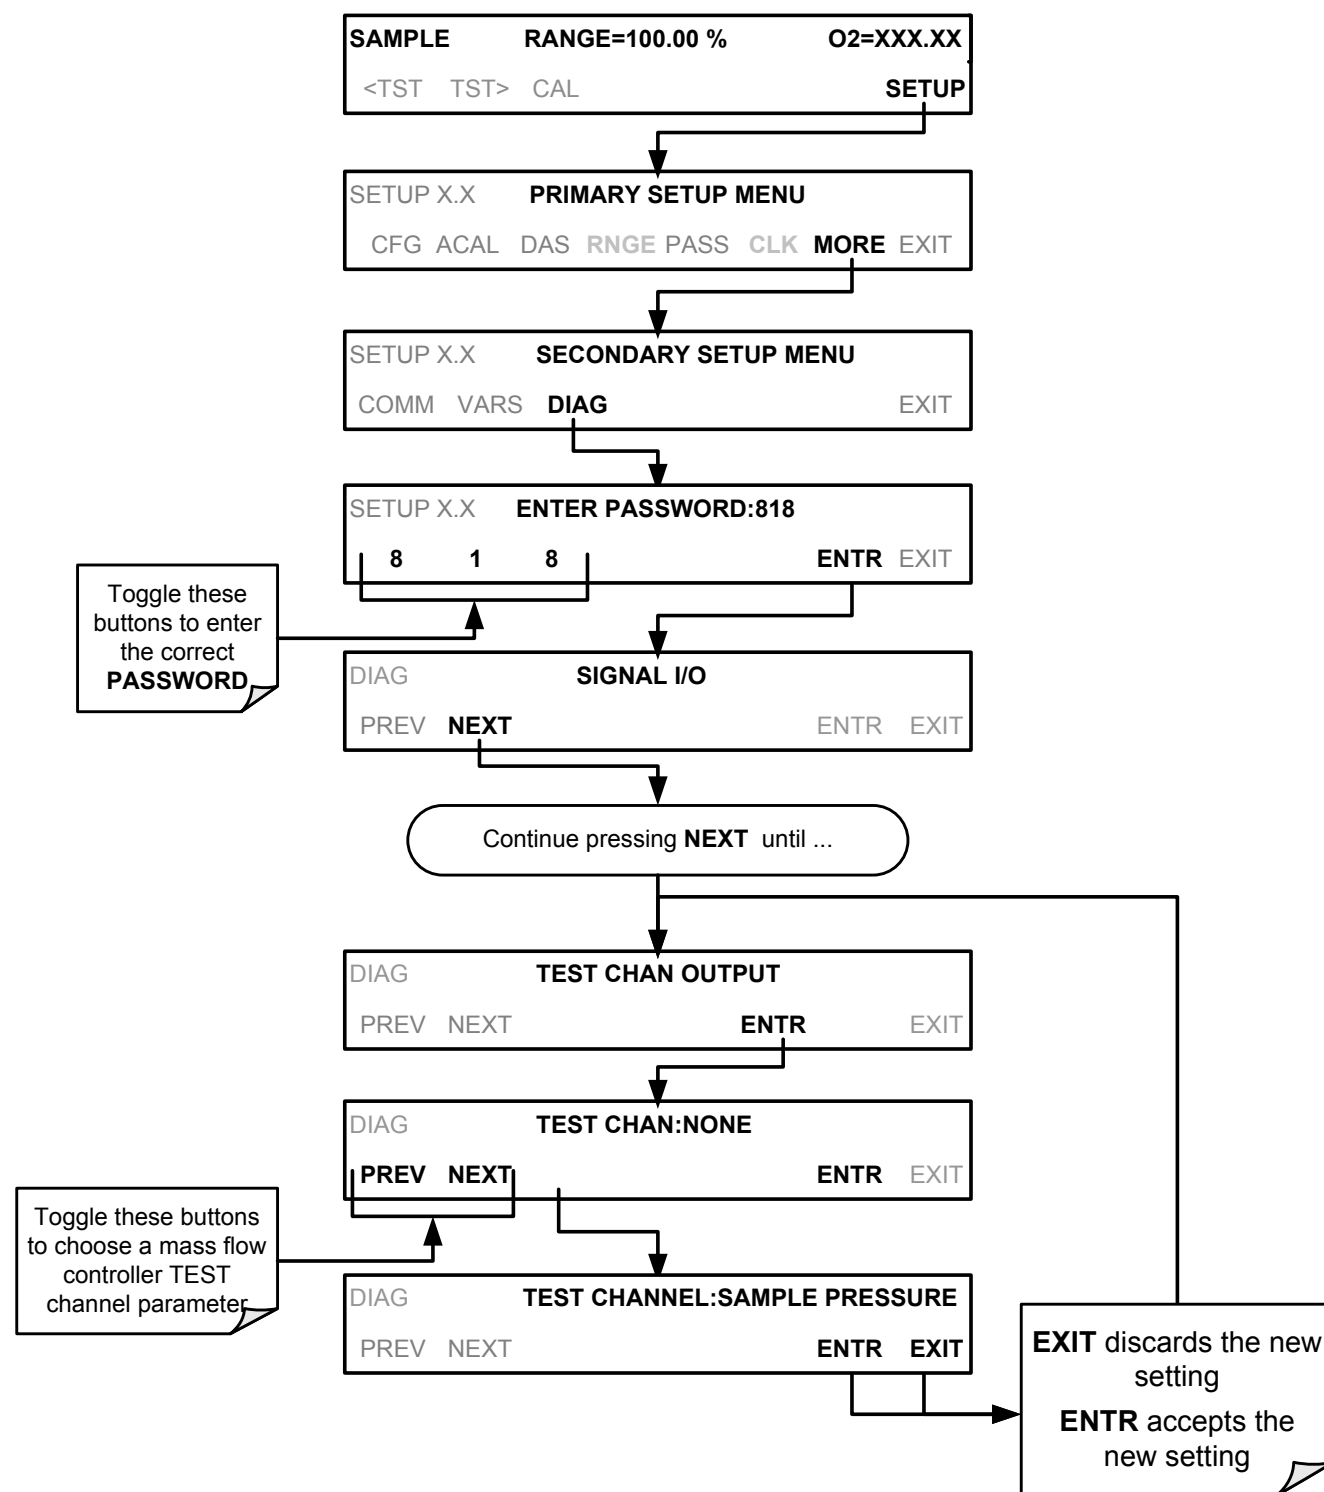 SAMPLE RANGE=100.00 % O2=XXX.XX
<TST TST> CAL SETUP
SETUP X.X PRIMARY SETUP MENU
CFG ACAL DAS RNGE PASS CLK MORE EXIT
SETUP X.X SECONDARY SETUP MENU
COMM VARS DIAG EXIT
SETUP X.X ENTER PASSWORD:818
8 1 8 ENTR EXIT
Toggle these
buttons to enter
the correct
PASSWORD
DIAG SIGNAL I/O
PREV NEXT ENTR EXIT
Continue pressing NEXT until ...
DIAG TEST CHAN OUTPUT
PREV NEXT ENTR EXIT
DIAG TEST CHAN:NONE
PREV NEXT ENTR EXIT
Toggle these buttons
to choose a mass flow
controller TEST
channel parameter
DIAG TEST CHANNEL:SAMPLE PRESSURE
PREV NEXT ENTR EXIT
EXIT discards the new
setting
ENTR accepts the
new setting